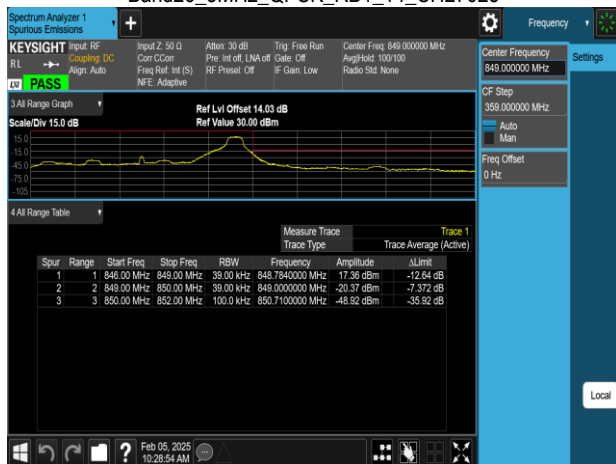 Spectrum Analyzer 1
Spurious Emissions
Frequency
KEYSIGHT Input: RF Input Z: 50 Ω Atten: 30 dB Trig: Free Run Center Freq: 849.000000 MHz
RL Coupling: DC Corr CCorr Pre: Int off, LNA off Gate: Off Avg|Hold: 100/100
Align: Auto Freq Ref: Int (S) RF Preset: Off IF Gain: Low Radio Std: None
PASS NFE: Adaptive
Center Frequency
849.000000 MHz
Settings
CF Step
359.000000 MHz
Auto
Man
Freq Offset
0 Hz
3 All Range Graph
Ref Lvl Offset 14.03 dB
Scale/Div 15.0 dB Ref Value 30.00 dBm
15.0
-15.0
-45.0
-75.0
-105
4 All Range Table
Measure Trace Trace 1
Trace Type Trace Average (Active)
Spur Range Start Freq Stop Freq RBW Frequency Amplitude ΔLimit
1 1 846.00 MHz 849.00 MHz 39.00 kHz 848.7840000 MHz 17.36 dBm -12.64 dB
2 2 849.00 MHz 850.00 MHz 39.00 kHz 849.0000000 MHz -20.37 dBm -7.372 dB
3 3 850.00 MHz 852.00 MHz 100.0 kHz 850.7100000 MHz -48.92 dBm -35.92 dB
Local
Feb 05, 2025
10:28:54 AM